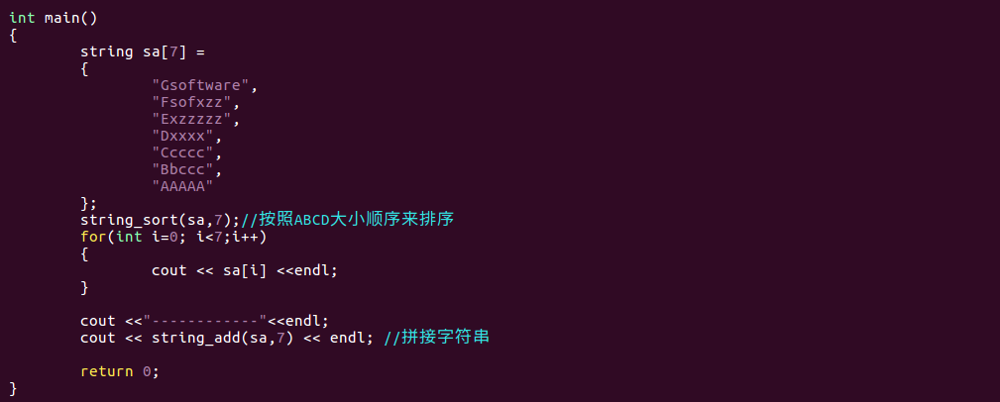 int main()
{
        string sa[7] =
        {
                "Gsoftware",
                "Fsofxzz",
                "Exzzzzz",
                "Dxxxx",
                "Ccccc",
                "Bbccc",
                "AAAAA"
        };
        string_sort(sa,7);//按照ABCD大小顺序来排序
        for(int i=0; i<7;i++)
        {
                cout << sa[i] <<endl;
        }

        cout <<"------------"<<endl;
        cout << string_add(sa,7) << endl; //拼接字符串

        return 0;
}